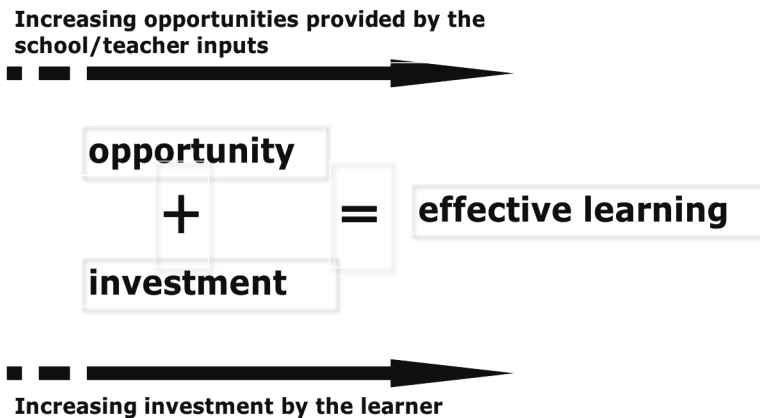 Increasing opportunities provided by the
school/teacher inputs
opportunity
+
=
effective learning
investment
Increasing investment by the learner